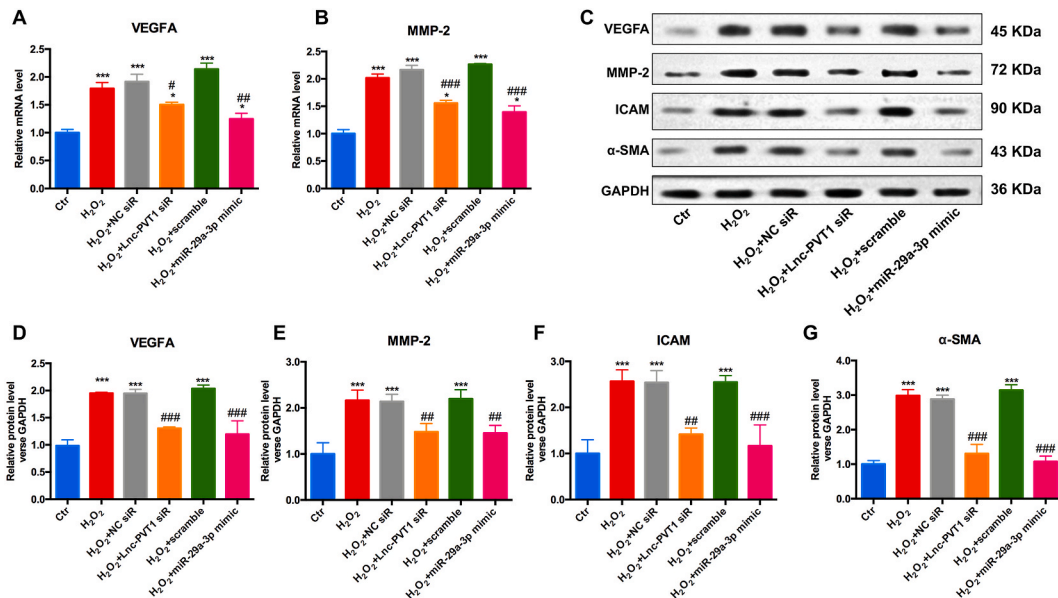 A
VEGFA
Relative mRNA level
2.5
2.0
1.5
1.0
0.5
0.0
***
***
#
*
***
##
*
Ctr
H₂O₂
H₂O₂+NC siR
H₂O₂+Lnc-PVT1 siR
H₂O₂+scramble
H₂O₂+miR-29a-3p mimic
B
MMP-2
Relative mRNA level
2.5
2.0
1.5
1.0
0.5
0.0
***
***
###
*
***
###
*
Ctr
H₂O₂
H₂O₂+NC siR
H₂O₂+Lnc-PVT1 siR
H₂O₂+scramble
H₂O₂+miR-29a-3p mimic
C
VEGFA 45 KDa
MMP-2 72 KDa
ICAM 90 KDa
α-SMA 43 KDa
GAPDH 36 KDa
Ctr
H₂O₂
H₂O₂+NC siR
H₂O₂+Lnc-PVT1 siR
H₂O₂+scramble
H₂O₂+miR-29a-3p mimic
D
VEGFA
Relative protein level
verse GAPDH
2.5
2.0
1.5
1.0
0.5
0.0
***
***
###
***
###
Ctr
H₂O₂
H₂O₂+NC siR
H₂O₂+Lnc-PVT1 siR
H₂O₂+scramble
H₂O₂+miR-29a-3p mimic
E
MMP-2
Relative protein level
verse GAPDH
3.0
2.0
1.0
0.0
***
***
##
***
##
Ctr
H₂O₂
H₂O₂+NC siR
H₂O₂+Lnc-PVT1 siR
H₂O₂+scramble
H₂O₂+miR-29a-3p mimic
F
ICAM
Relative protein level
verse GAPDH
3.0
2.0
1.0
0.0
***
***
##
***
###
Ctr
H₂O₂
H₂O₂+NC siR
H₂O₂+Lnc-PVT1 siR
H₂O₂+scramble
H₂O₂+miR-29a-3p mimic
G
α-SMA
Relative protein level
verse GAPDH
4.0
3.0
2.0
1.0
0.0
***
***
###
***
###
Ctr
H₂O₂
H₂O₂+NC siR
H₂O₂+Lnc-PVT1 siR
H₂O₂+scramble
H₂O₂+miR-29a-3p mimic